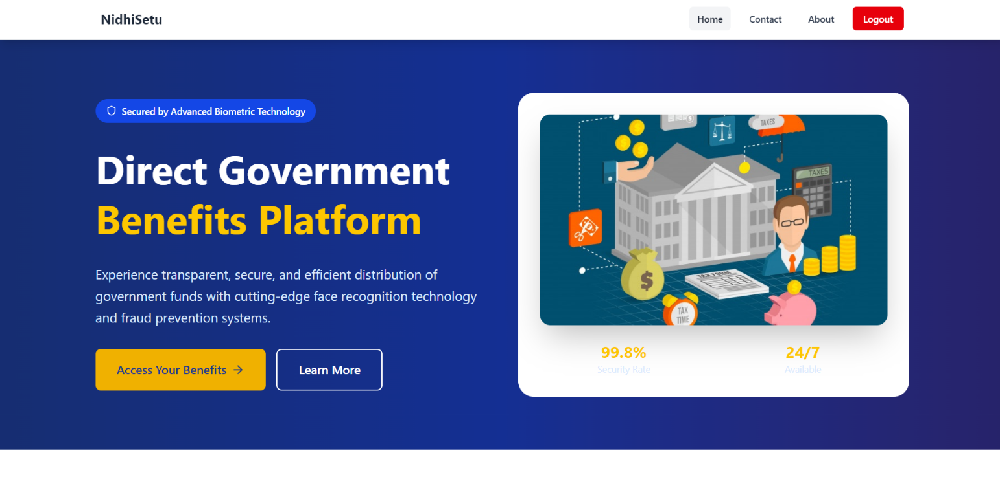 NidhiSetu
Home
Contact
About
Logout
Secured by Advanced Biometric Technology
Direct Government
Benefits Platform
Experience transparent, secure, and efficient distribution of
government funds with cutting-edge face recognition technology
and fraud prevention systems.
Access Your Benefits →
Learn More
TAXES
TAXES
$
TAX FORM
TAX
TIME
99.8%
Security Rate
24/7
Available